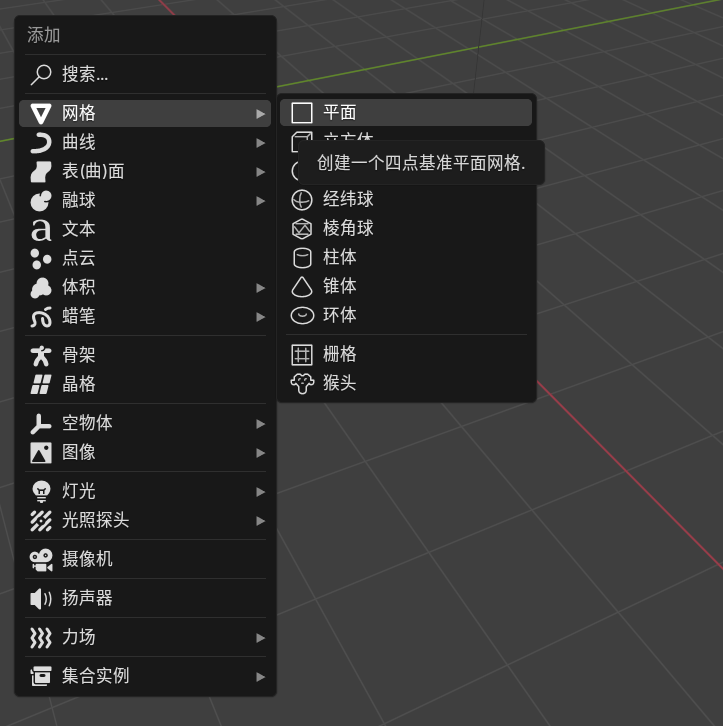 添加
搜索...
网格
曲线
表(曲)面
融球
文本
点云
体积
蜡笔
骨架
晶格
空物体
图像
灯光
光照探头
摄像机
扬声器
力场
集合实例
平面
立方体
创建一个四点基准平面网格.
经纬球
棱角球
柱体
锥体
环体
栅格
猴头